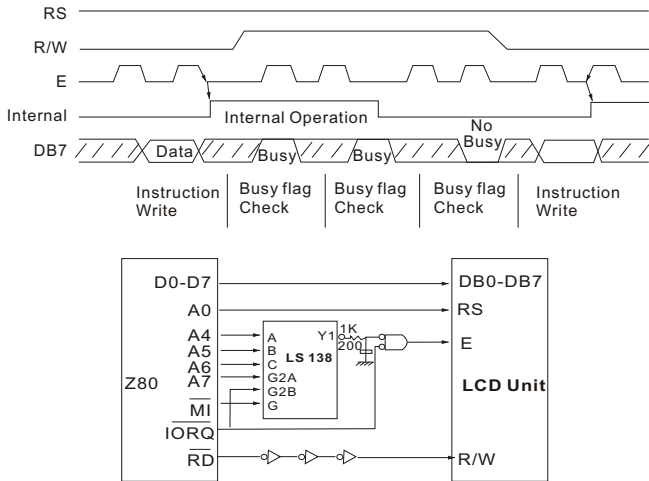 RS
R/W
E
Internal
Internal Operation
DB7
Data
Busy
Busy
No
Busy
Instruction
Write
Busy flag
Check
Busy flag
Check
Busy flag
Check
Instruction
Write
Z80
D0-D7
A0
A4
A5
A6
A7
MI
IORQ
RD
A
B
C
G2A
G2B
G
Y1
LS 138
1K
200
DB0-DB7
RS
E
LCD Unit
R/W